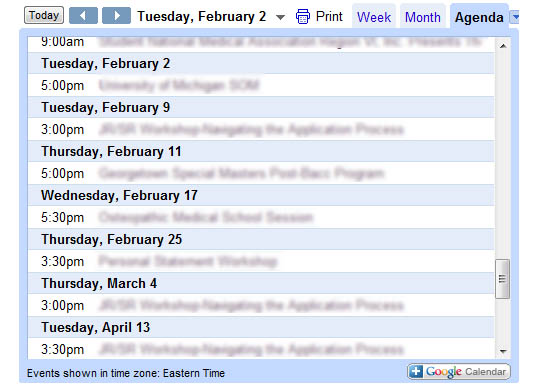 Today Tuesday, February 2 Print Week Month Agenda
9:00am Student National Medical Association Region VI, Inc. Presents
Tuesday, February 2
5:00pm University of Michigan SOM
Tuesday, February 9
3:00pm JR/SR Workshop-Navigating the Application Process
Thursday, February 11
5:00pm Georgetown Special Masters Post-Bacc Program
Wednesday, February 17
5:30pm Osteopathic Medical School Session
Thursday, February 25
3:30pm Personal Statement Workshop
Thursday, March 4
3:00pm JR/SR Workshop-Navigating the Application Process
Tuesday, April 13
3:30pm JR/SR Workshop-Navigating the Application Process
Events shown in time zone: Eastern Time
Google Calendar